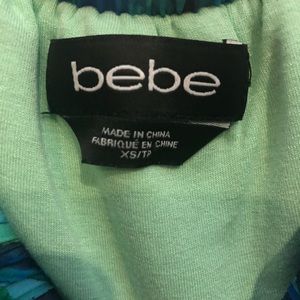 bebe
MADE IN CHINA
FABRIQUÉ EN CHINE
XS/TP